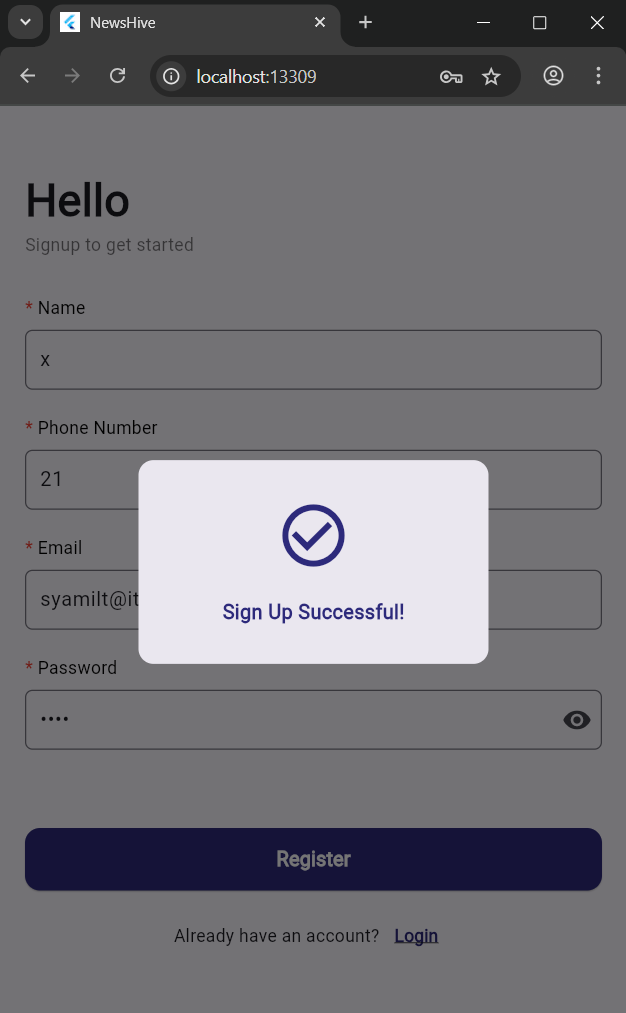 NewsHive
localhost:13309
Hello
Signup to get started
* Name
x
* Phone Number
21
* Email
syamilt@it
Sign Up Successful!
* Password
••••
Register
Already have an account? Login